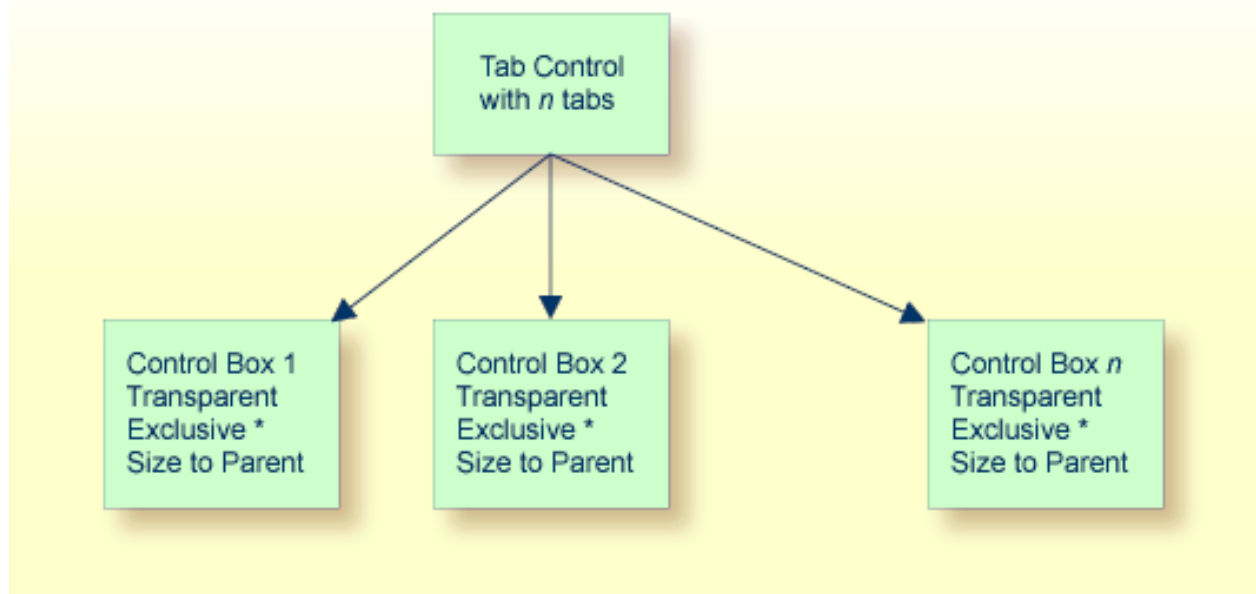 Tab Control
with n tabs
Control Box 1
Transparent
Exclusive *
Size to Parent
Control Box 2
Transparent
Exclusive *
Size to Parent
Control Box n
Transparent
Exclusive *
Size to Parent